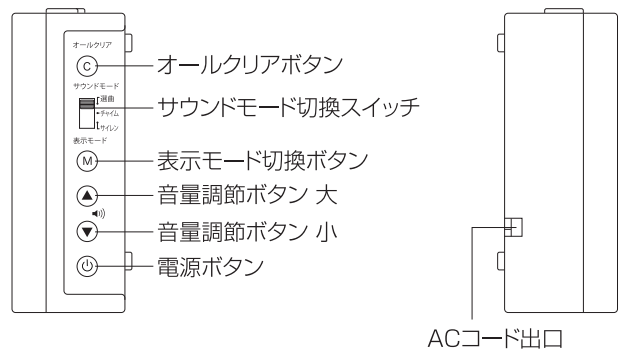 オールクリア
C
オールクリアボタン
サウンドモード
選曲
チャイム
サイレン
サウンドモード切換スイッチ
表示モード
M
表示モード切換ボタン
音量調節ボタン 大
音量調節ボタン 小
電源ボタン
ACコード出口